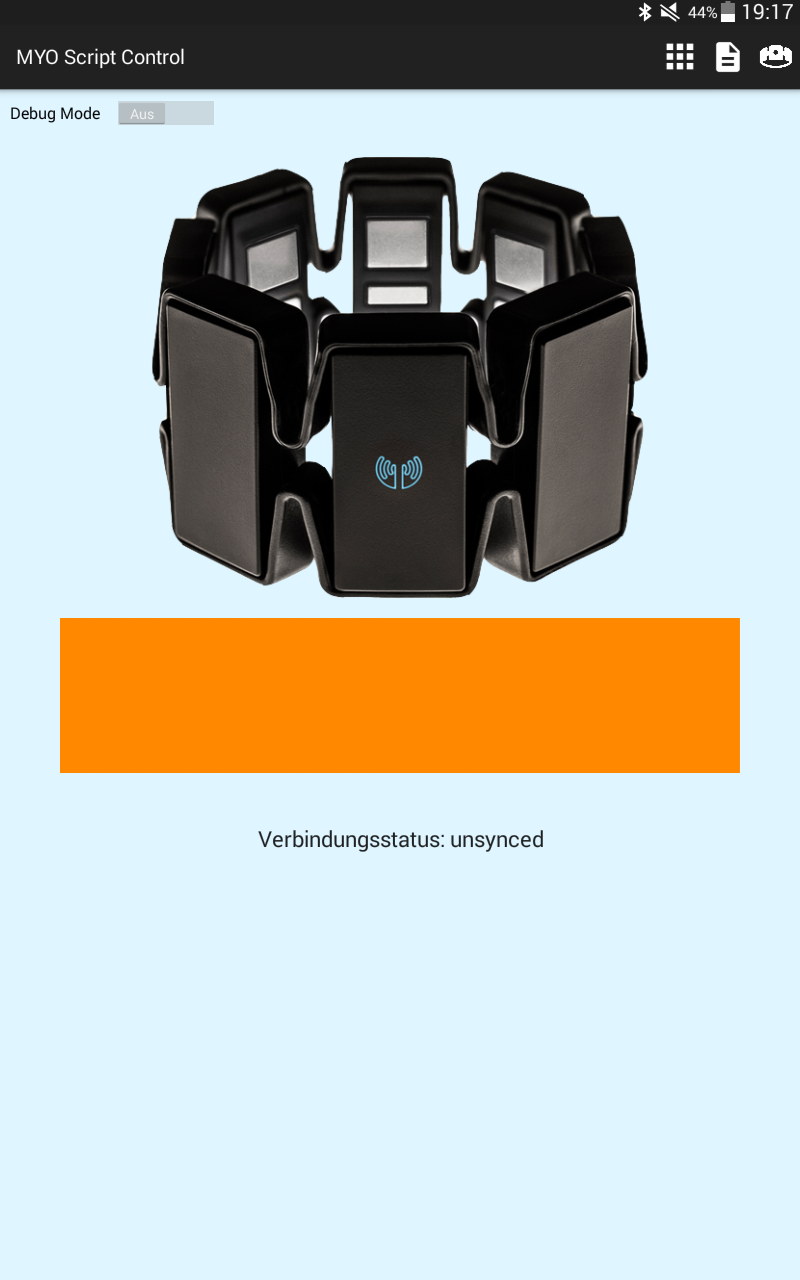 44% 19:17
MYO Script Control
Debug Mode Aus
Verbindungsstatus: unsynced